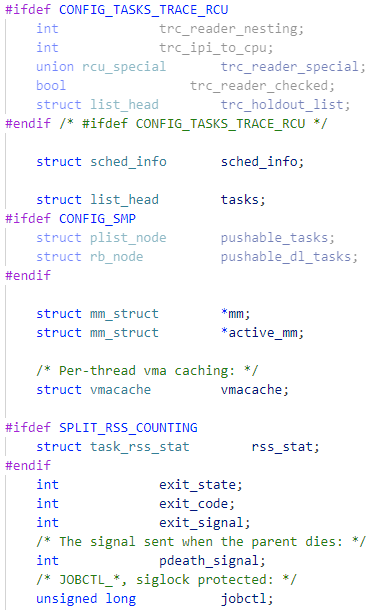 #ifdef CONFIG_TASKS_TRACE_RCU
int trc_reader_nesting;
int trc_ipi_to_cpu;
union rcu_special trc_reader_special;
bool trc_reader_checked;
struct list_head trc_holdout_list;
#endif /* #ifdef CONFIG_TASKS_TRACE_RCU */
struct sched_info sched_info;
struct list_head tasks;
#ifdef CONFIG_SMP
struct plist_node pushable_tasks;
struct rb_node pushable_dl_tasks;
#endif
struct mm_struct *mm;
struct mm_struct *active_mm;
/* Per-thread vma caching: */
struct vmacache vmacache;
#ifdef SPLIT_RSS_COUNTING
struct task_rss_stat rss_stat;
#endif
int exit_state;
int exit_code;
int exit_signal;
/* The signal sent when the parent dies: */
int pdeath_signal;
/* JOBCTL_*, siglock protected: */
unsigned long jobctl;